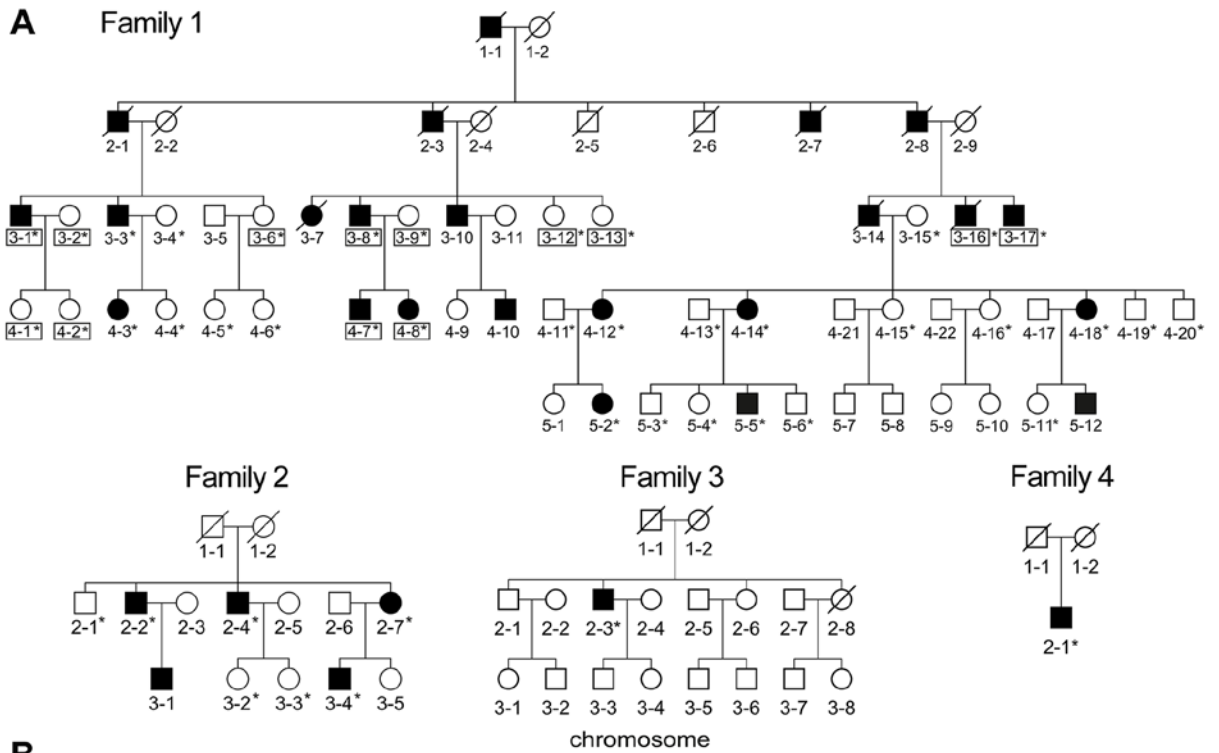 A Family 1
1-1 1-2
2-1 2-2 2-3 2-4 2-5 2-6 2-7 2-8 2-9
3-1* 3-2* 3-3* 3-4* 3-5 3-6* 3-7 3-8* 3-9* 3-10 3-11 3-12* 3-13* 3-14 3-15* 3-16* 3-17*
4-1* 4-2* 4-3* 4-4* 4-5* 4-6* 4-7* 4-8* 4-9 4-10 4-11* 4-12* 4-13* 4-14* 4-21 4-15* 4-22 4-16* 4-17 4-18* 4-19* 4-20*
5-1 5-2* 5-3* 5-4* 5-5* 5-6* 5-7 5-8 5-9 5-10 5-11* 5-12
Family 2 Family 3 Family 4
1-1 1-2 1-1 1-2 1-1 1-2
2-1* 2-2* 2-3 2-4* 2-5 2-6 2-7* 2-1 2-2 2-3* 2-4 2-5 2-6 2-7 2-8 2-1*
3-1 3-2* 3-3* 3-4* 3-5 3-1 3-2 3-3 3-4 3-5 3-6 3-7 3-8
B chromosome